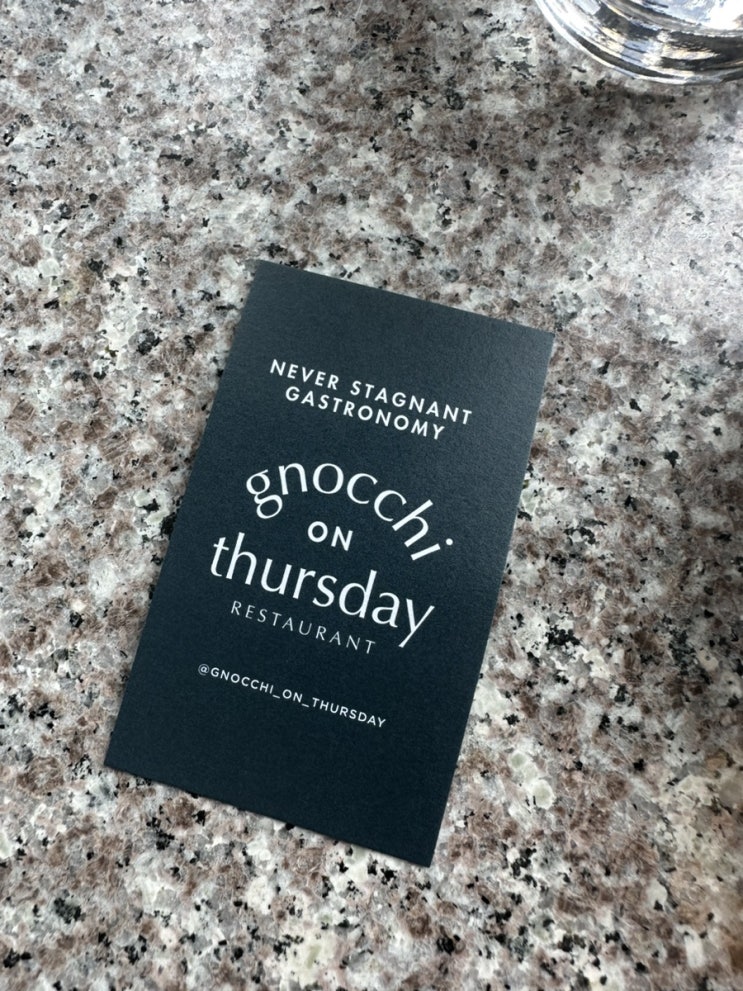 NEVER STAGNANT
GASTRONOMY
gnocchi
ON
thursday
RESTAURANT
@GNOCCHI_ON_THURSDAY